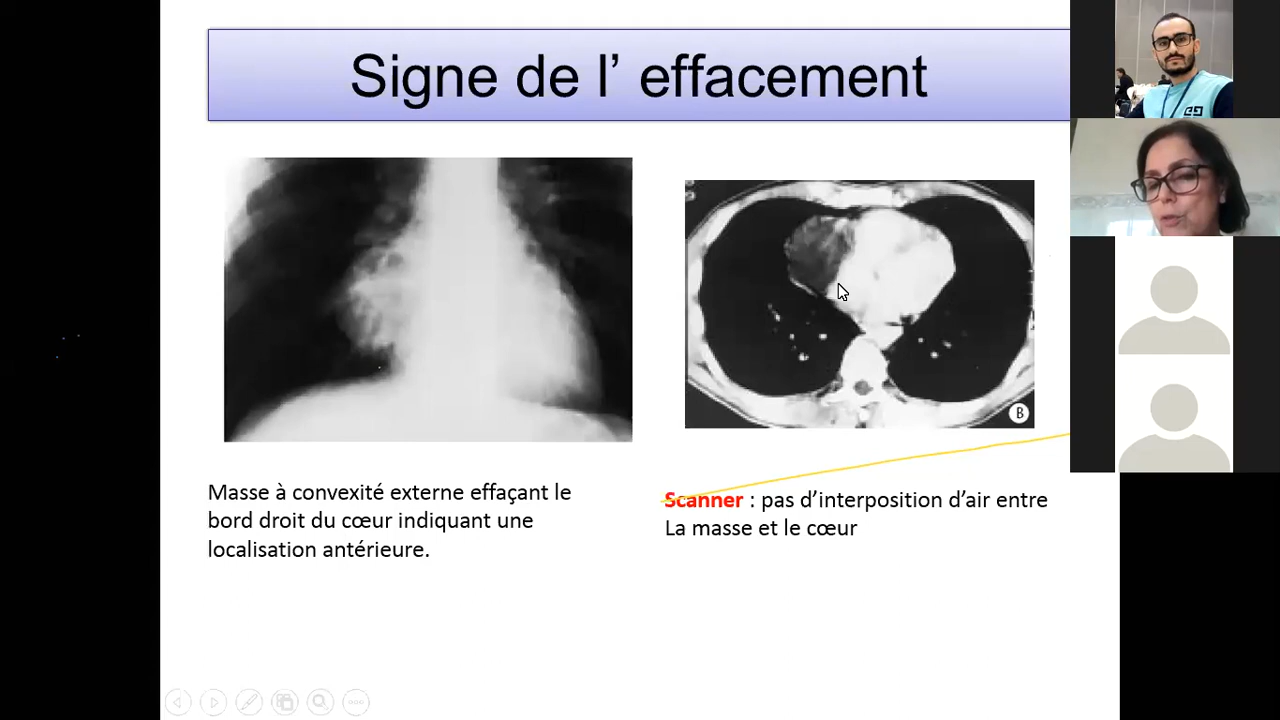 Signe de l’ effacement
B
Masse à convexité externe effaçant le
bord droit du cœur indiquant une
localisation antérieure.
Scanner : pas d’interposition d’air entre
La masse et le cœur